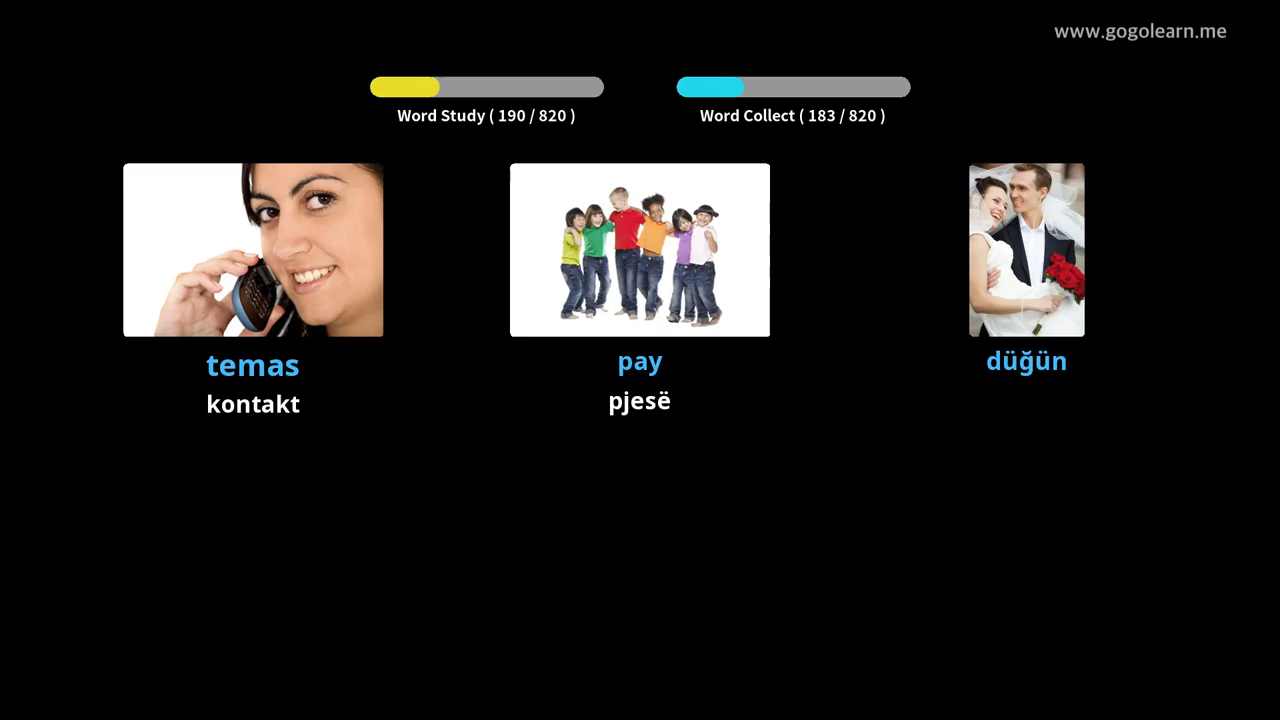 www.gogolearn.me
Word Study ( 190 / 820 )
Word Collect ( 183 / 820 )
temas
kontakt
pay
pjesë
düğün